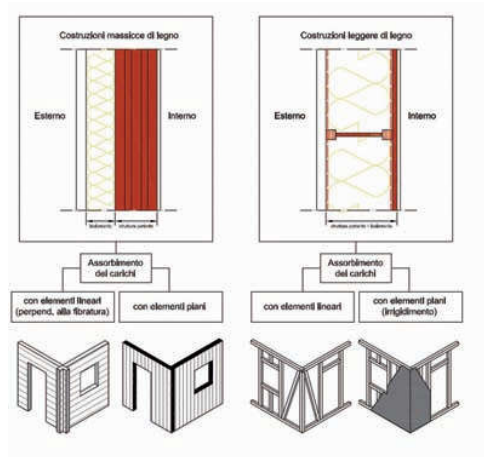 Costruzioni massicce di legno
Esterno
Interno
isolamento
struttura portante
Assorbimento
dei carichi
con elementi lineari
(perpend. alla fibratura)
con elementi piani
Costruzioni leggere di legno
Esterno
Interno
struttura portante + isolamento
Assorbimento
dei carichi
con elementi lineari
con elementi piani
(irrigidimento)